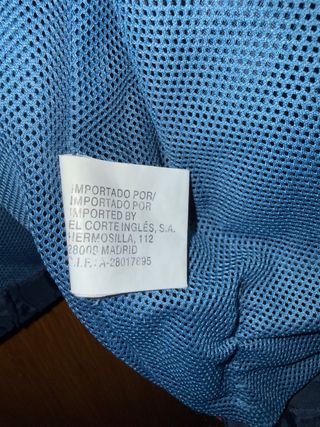 IMPORTADO POR/
IMPORTADO POR
IMPORTED BY
EL CORTE INGLÉS, S.A.
HERMOSILLA, 112
28009 MADRID
C.I.F.: A-28017895